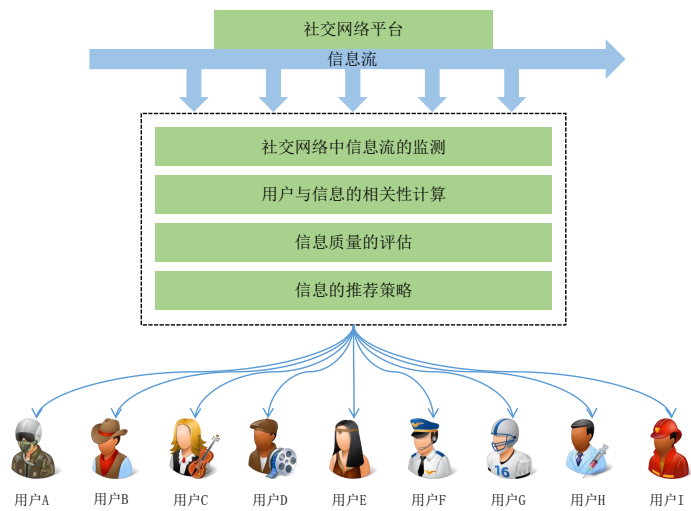 社交网络平台
信息流
社交网络中信息流的监测
用户与信息的相关性计算
信息质量的评估
信息的推荐策略
16
用户A 用户B 用户C 用户D 用户E 用户F 用户G 用户H 用户I